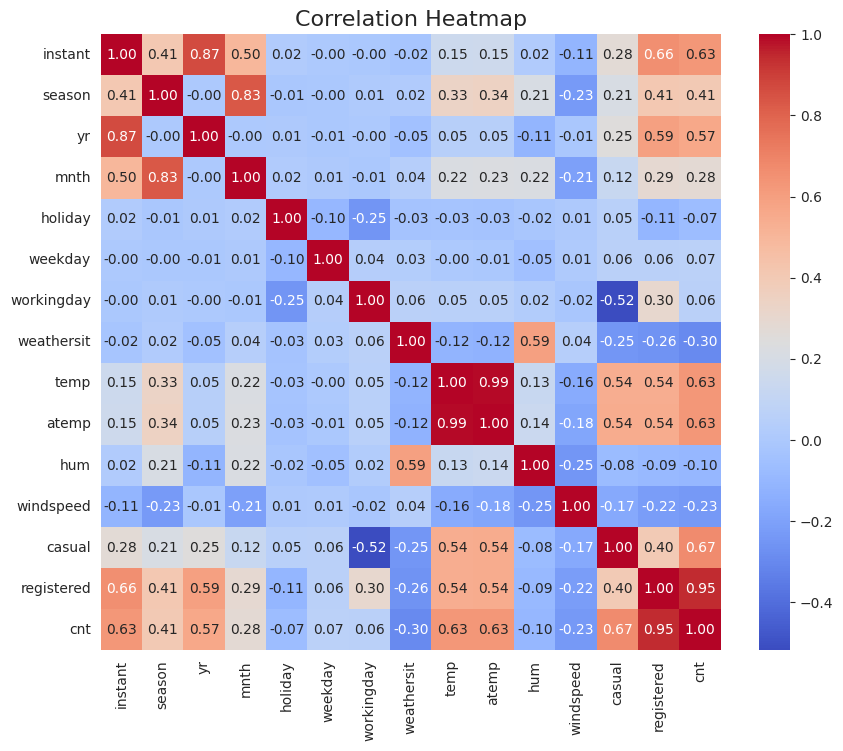 Correlation Heatmap
instant 1.00 0.41 0.87 0.50 0.02 -0.00 -0.00 -0.02 0.15 0.15 0.02 -0.11 0.28 0.66 0.63
season 0.41 1.00 -0.00 0.83 -0.01 -0.00 0.01 0.02 0.33 0.34 0.21 -0.23 0.21 0.41 0.41
yr 0.87 -0.00 1.00 -0.00 0.01 -0.01 -0.00 -0.05 0.05 0.05 -0.11 -0.01 0.25 0.59 0.57
mnth 0.50 0.83 -0.00 1.00 0.02 0.01 -0.01 0.04 0.22 0.23 0.22 -0.21 0.12 0.29 0.28
holiday 0.02 -0.01 0.01 0.02 1.00 -0.10 -0.25 -0.03 -0.03 -0.03 -0.02 0.01 0.05 -0.11 -0.07
weekday -0.00 -0.00 -0.01 0.01 -0.10 1.00 0.04 0.03 -0.00 -0.01 -0.05 0.01 0.06 0.06 0.07
workingday -0.00 0.01 -0.00 -0.01 -0.25 0.04 1.00 0.06 0.05 0.05 0.02 -0.02 -0.52 0.30 0.06
weathersit -0.02 0.02 -0.05 0.04 -0.03 0.03 0.06 1.00 -0.12 -0.12 0.59 0.04 -0.25 -0.26 -0.30
temp 0.15 0.33 0.05 0.22 -0.03 -0.00 0.05 -0.12 1.00 0.99 0.13 -0.16 0.54 0.54 0.63
atemp 0.15 0.34 0.05 0.23 -0.03 -0.01 0.05 -0.12 0.99 1.00 0.14 -0.18 0.54 0.54 0.63
hum 0.02 0.21 -0.11 0.22 -0.02 -0.05 0.02 0.59 0.13 0.14 1.00 -0.25 -0.08 -0.09 -0.10
windspeed -0.11 -0.23 -0.01 -0.21 0.01 0.01 -0.02 0.04 -0.16 -0.18 -0.25 1.00 -0.17 -0.22 -0.23
casual 0.28 0.21 0.25 0.12 0.05 0.06 -0.52 -0.25 0.54 0.54 -0.08 -0.17 1.00 0.40 0.67
registered 0.66 0.41 0.59 0.29 -0.11 0.06 0.30 -0.26 0.54 0.54 -0.09 -0.22 0.40 1.00 0.95
cnt 0.63 0.41 0.57 0.28 -0.07 0.07 0.06 -0.30 0.63 0.63 -0.10 -0.23 0.67 0.95 1.00
instant season yr mnth holiday weekday workingday weathersit temp atemp hum windspeed casual registered cnt
1.0
0.8
0.6
0.4
0.2
0.0
-0.2
-0.4